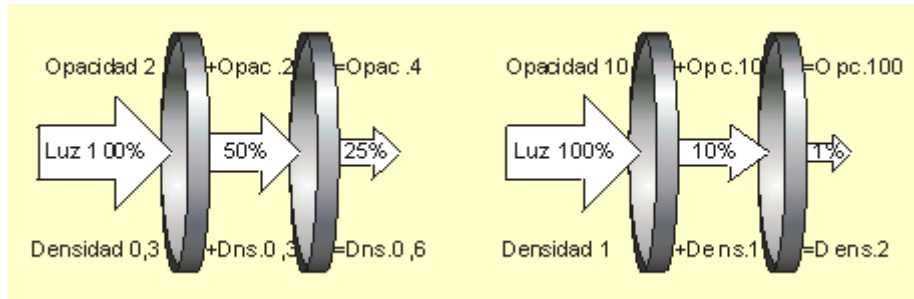 Opacidad 2 +Opac .2 =Opac .4
Luz 100% 50% 25%
Densidad 0,3 +Dns.0,3 =Dns.0,6
Opacidad 10 +Opc.10 =Opc.100
Luz 100% 10% 1%
Densidad 1 +Dens.1 =Dens.2